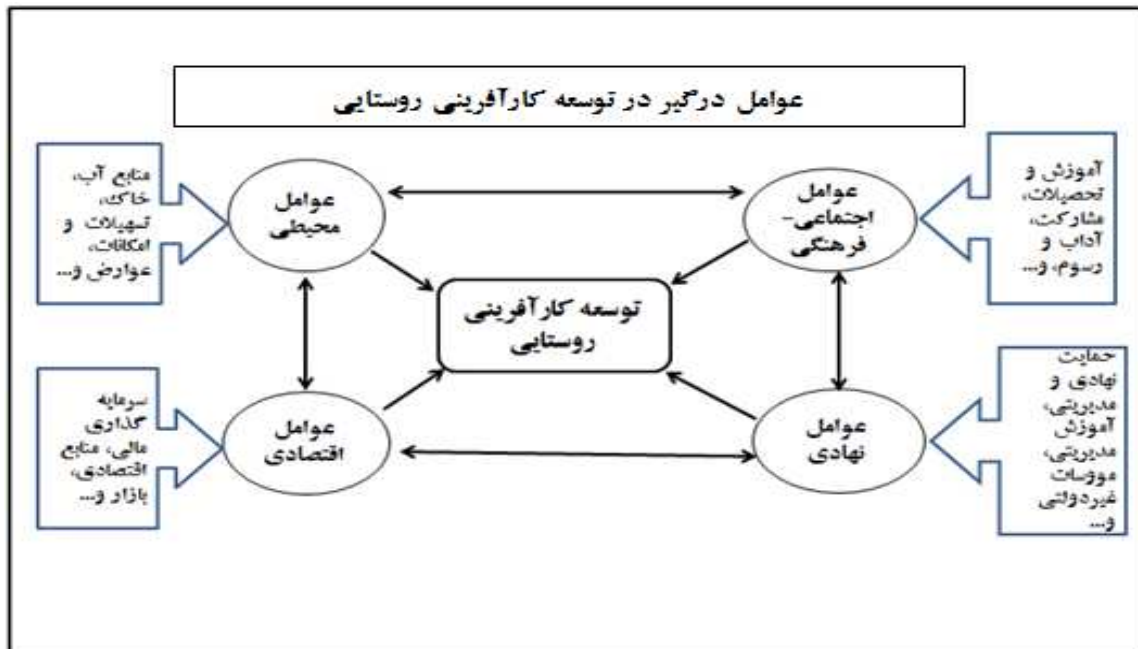 عوامل درگیر در توسعه کارآفرینی روستایی
آموزش و
تحصیلات،
مشارکت،
آداب و
رسوم، و...
عوامل
اجتماعی-
فرهنگی
عوامل
محیطی
منابع آب،
خاک،
تسهیلات و
امکانات،
عوارض و...
توسعه کارآفرینی
روستایی
حمایت
نهادی و
مدیریتی،
آموزش
مدیریتی،
موسات
غیردولتی
و...
عوامل
نهادی
عوامل
اقتصادی
سرمایه
گذاری
مالی، منابع
اقتصادی،
بازار و...